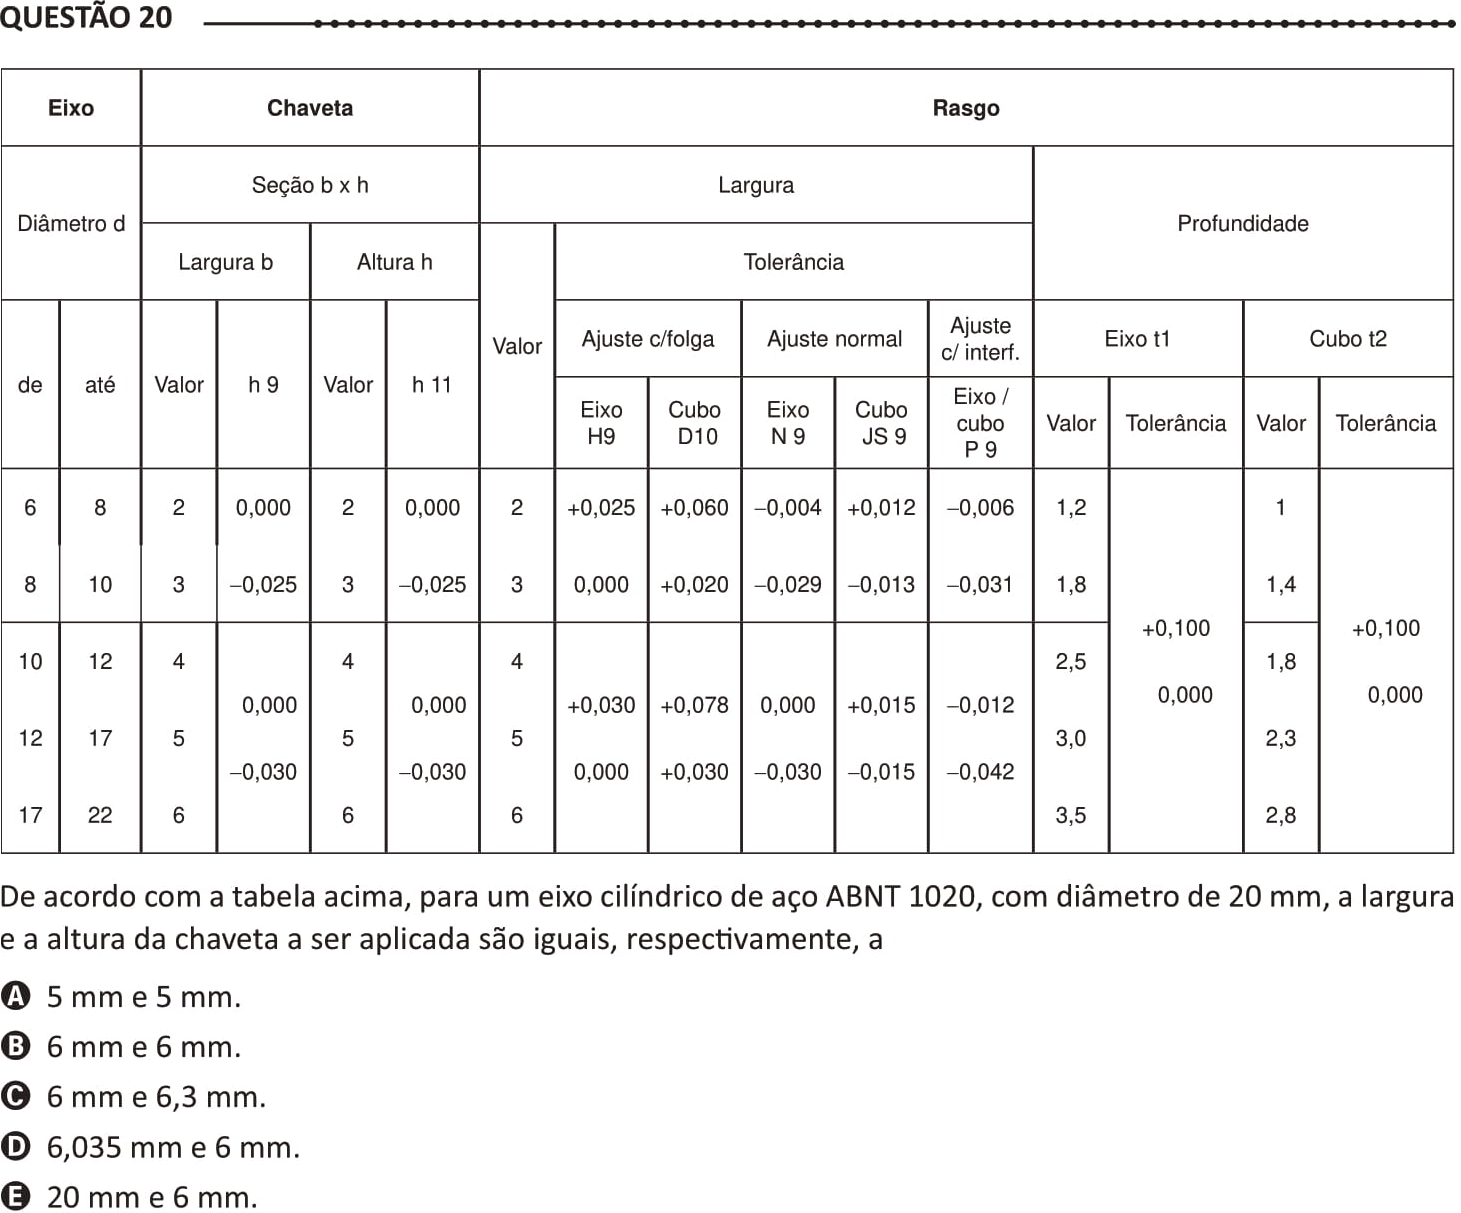 QUESTÃO 20
Eixo Chaveta Rasgo
Diâmetro d Seção b x h Largura Profundidade
Largura b Altura h Valor Tolerância
de até Valor h 9 Valor h 11 Ajuste c/folga Ajuste normal Ajuste c/ interf. Eixo t1 Cubo t2
Eixo H9 Cubo D10 Eixo N 9 Cubo JS 9 Eixo / cubo P 9 Valor Tolerância Valor Tolerância
6 8 2 0,000 2 0,000 2 +0,025 +0,060 –0,004 +0,012 –0,006 1,2 1
8 10 3 –0,025 3 –0,025 3 0,000 +0,020 –0,029 –0,013 –0,031 1,8 1,4
+0,100 +0,100
10 12 4 4 4 2,5 1,8
0,000 0,000 +0,030 +0,078 0,000 +0,015 –0,012 0,000 0,000
12 17 5 5 5 3,0 2,3
–0,030 –0,030 0,000 +0,030 –0,030 –0,015 –0,042
17 22 6 6 6 3,5 2,8
De acordo com a tabela acima, para um eixo cilíndrico de aço ABNT 1020, com diâmetro de 20 mm, a largura
e a altura da chaveta a ser aplicada são iguais, respectivamente, a
A 5 mm e 5 mm.
B 6 mm e 6 mm.
C 6 mm e 6,3 mm.
D 6,035 mm e 6 mm.
E 20 mm e 6 mm.